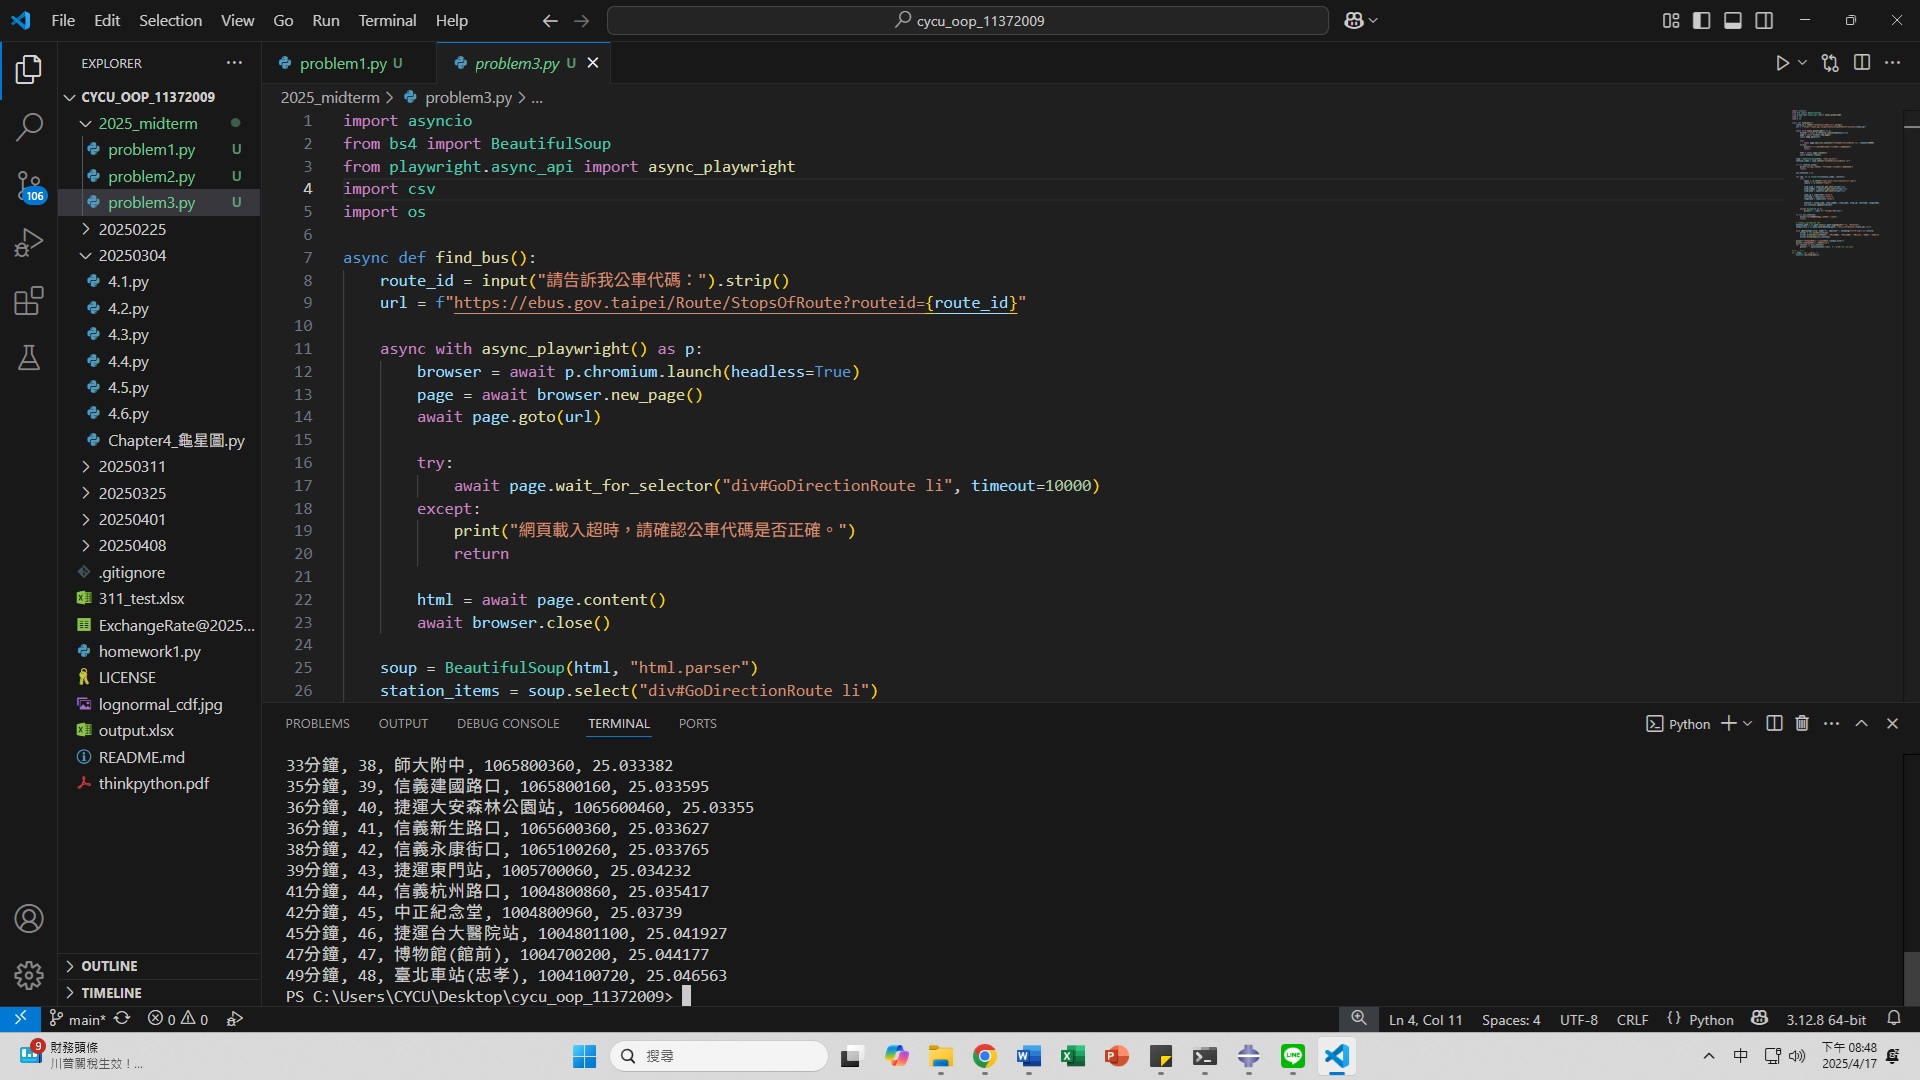 File Edit Selection View Go Run Terminal Help
cycu_oop_11372009
EXPLORER
CYCU_OOP_11372009
2025_midterm
problem1.py U
problem2.py U
problem3.py U
20250225
20250304
4.1.py
4.2.py
4.3.py
4.4.py
4.5.py
4.6.py
Chapter4_龜星圖.py
20250311
20250325
20250401
20250408
.gitignore
311_test.xlsx
ExchangeRate@2025...
homework1.py
LICENSE
lognormal_cdf.jpg
output.xlsx
README.md
thinkpython.pdf
OUTLINE
TIMELINE
106
problem1.py U
problem3.py U
2025_midterm > problem3.py > ...
1 import asyncio
2 from bs4 import BeautifulSoup
3 from playwright.async_api import async_playwright
4 import csv
5 import os
6
7 async def find_bus():
8 route_id = input("請告訴我公車代碼：").strip()
9 url = f"https://ebus.gov.taipei/Route/StopsOfRoute?routeid={route_id}"
10
11 async with async_playwright() as p:
12 browser = await p.chromium.launch(headless=True)
13 page = await browser.new_page()
14 await page.goto(url)
15
16 try:
17 await page.wait_for_selector("div#GoDirectionRoute li", timeout=10000)
18 except:
19 print("網頁載入超時，請確認公車代碼是否正確。")
20 return
21
22 html = await page.content()
23 await browser.close()
24
25 soup = BeautifulSoup(html, "html.parser")
26 station_items = soup.select("div#GoDirectionRoute li")
PROBLEMS OUTPUT DEBUG CONSOLE TERMINAL PORTS
Python
33分鐘, 38, 師大附中, 1065800360, 25.033382
35分鐘, 39, 信義建國路口, 1065800160, 25.033595
36分鐘, 40, 捷運大安森林公園站, 1065600460, 25.03355
36分鐘, 41, 信義新生路口, 1065600360, 25.033627
38分鐘, 42, 信義永康街口, 1065100260, 25.033765
39分鐘, 43, 捷運東門站, 1005700060, 25.034232
41分鐘, 44, 信義杭州路口, 1004800860, 25.035417
42分鐘, 45, 中正紀念堂, 1004800960, 25.03739
45分鐘, 46, 捷運台大醫院站, 1004801100, 25.041927
47分鐘, 47, 博物館(館前), 1004700200, 25.044177
49分鐘, 48, 臺北車站(忠孝), 1004100720, 25.046563
PS C:\Users\CYCU\Desktop\cycu_oop_11372009>
main* 0 0
Ln 4, Col 11 Spaces: 4 UTF-8 CRLF {} Python 3.12.8 64-bit
9
財務頭條
川普關稅生效！...
搜尋
中
下午 08:48
2025/4/17